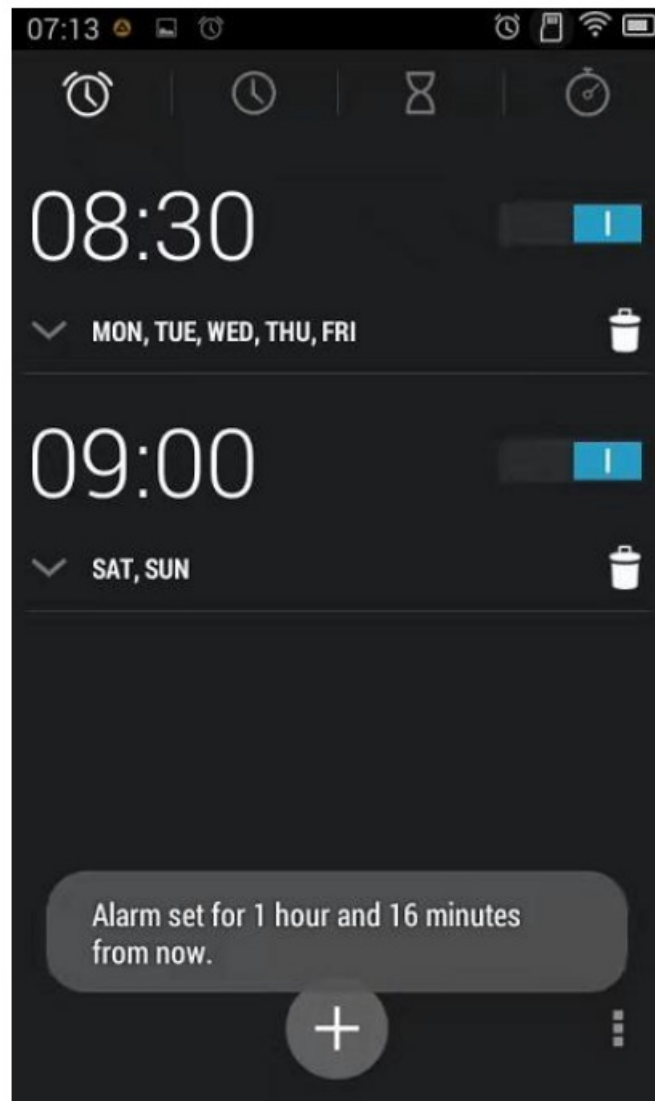 07:13
08:30
MON, TUE, WED, THU, FRI
09:00
SAT, SUN
Alarm set for 1 hour and 16 minutes
from now.